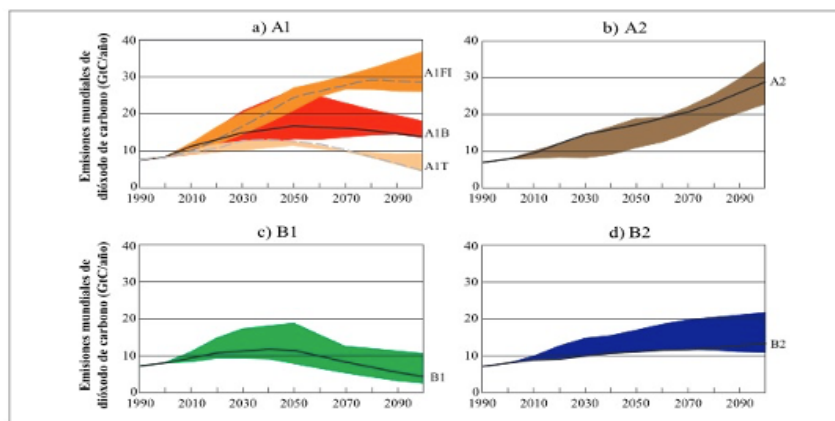 a) A1
Emisiones mundiales de
dióxodo de carbono (GtC/año)
40
30
20
10
0
A1FI
A1B
A1T
1990 2010 2030 2050 2070 2090
b) A2
40
30
20
10
0
A2
1990 2010 2030 2050 2070 2090
c) B1
Emisiones mundiales de
dióxodo de carbono (GtC/año)
40
30
20
10
0
B1
1990 2010 2030 2050 2070 2090
d) B2
40
30
20
10
0
B2
1990 2010 2030 2050 2070 2090